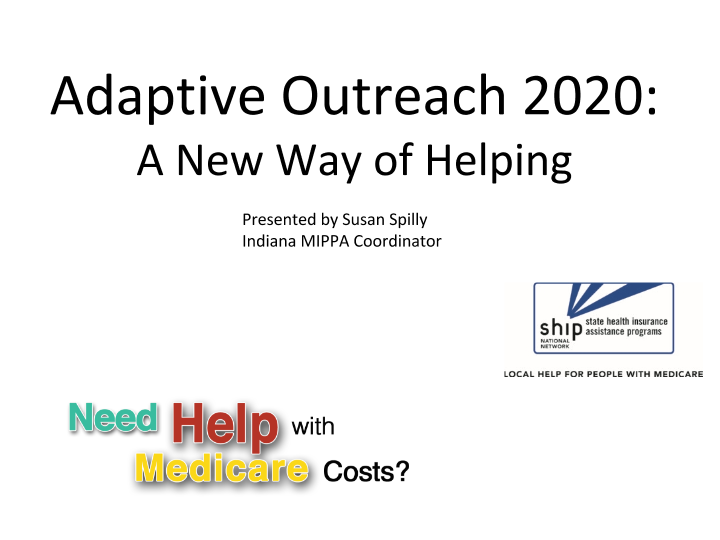 Adaptive Outreach 2020:
A New Way of Helping
Presented by Susan Spilly
Indiana MIPPA Coordinator
ship state health insurance
assistance programs
NATIONAL
NETWORK
LOCAL HELP FOR PEOPLE WITH MEDICARE
Need Help with
Medicare Costs?